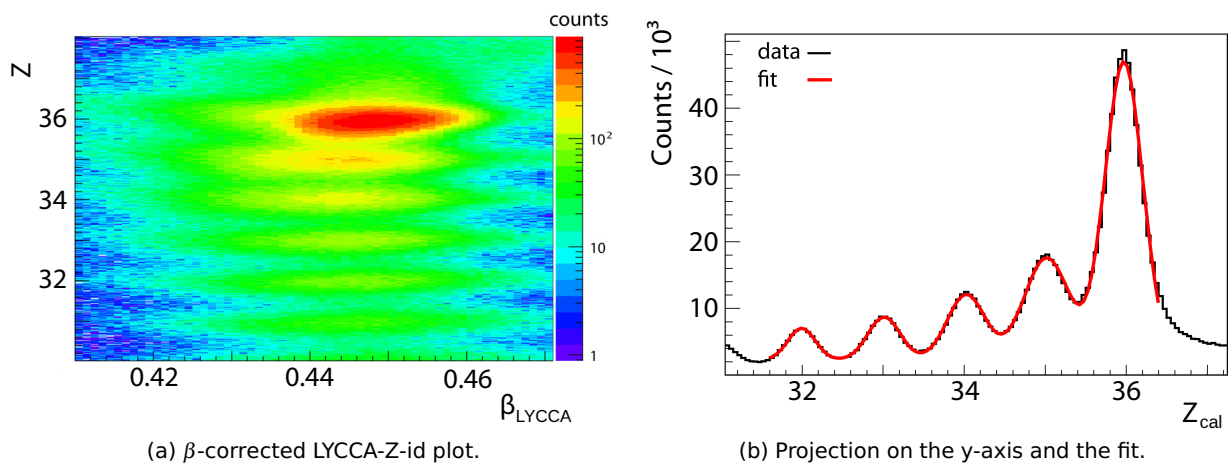 counts
Z
36
34
32
0.42
0.44
0.46
β_LYCCA
10²
10
1
(a) β-corrected LYCCA-Z-id plot.
Counts / 10³
data
fit
40
30
20
10
32
34
36
Z_cal
(b) Projection on the y-axis and the fit.